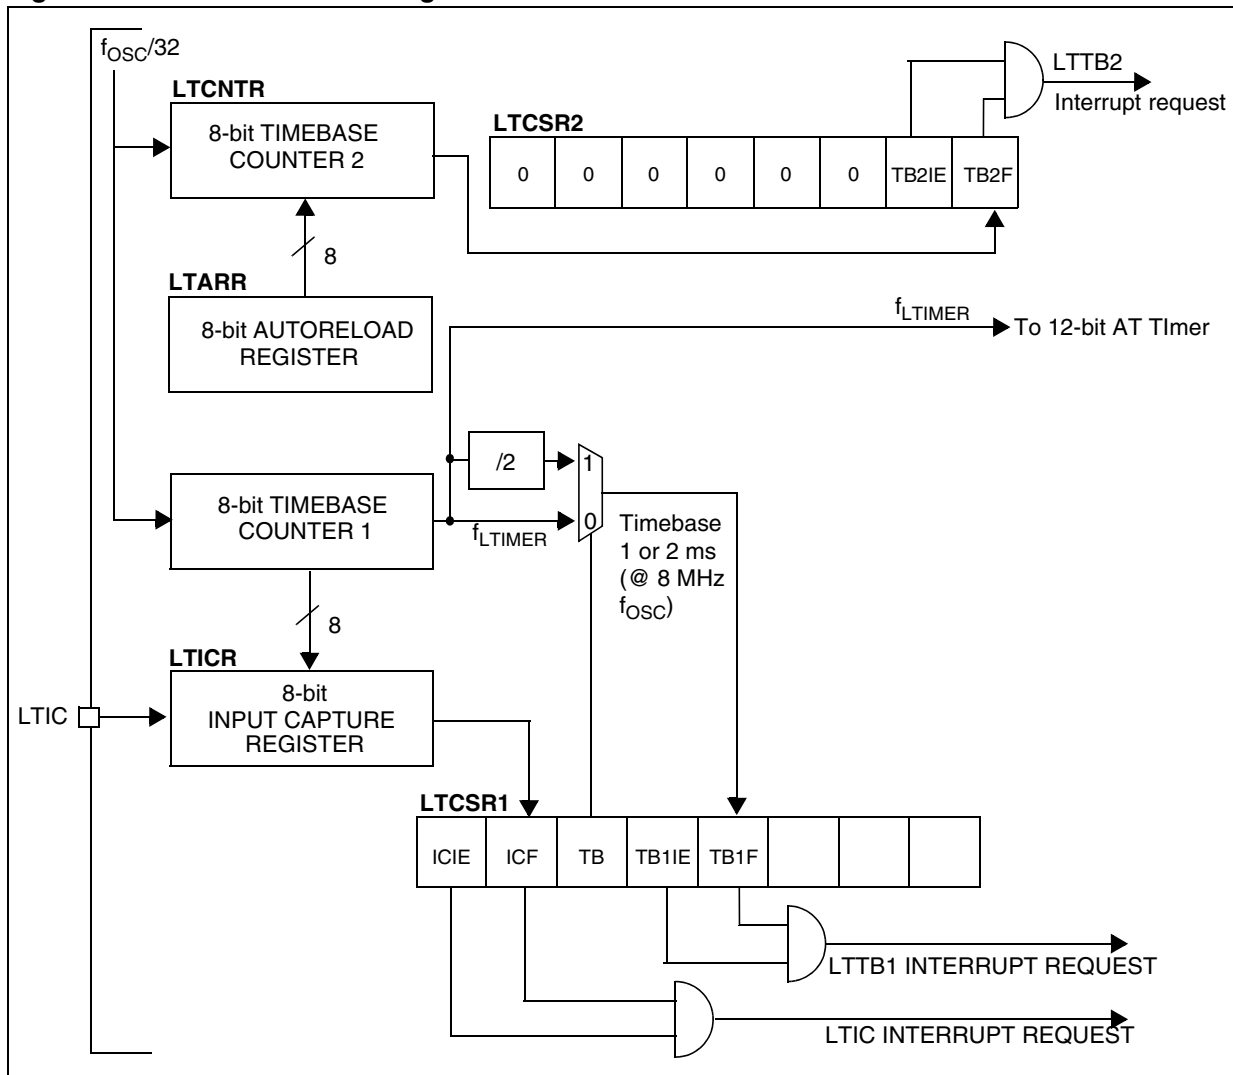 fOSC/32
LTTB2
Interrupt request
LTCNTR
8-bit TIMEBASE
COUNTER 2
LTCSR2
0 0 0 0 0 0 TB2IE TB2F
8
LTARR
8-bit AUTORELOAD
REGISTER
fLTIMER
To 12-bit AT TImer
/2
1
8-bit TIMEBASE
COUNTER 1
fLTIMER
0
Timebase
1 or 2 ms
(@ 8 MHz
fOSC)
8
LTICR
LTIC
8-bit
INPUT CAPTURE
REGISTER
LTCSR1
ICIE ICF TB TB1IE TB1F
LTTB1 INTERRUPT REQUEST
LTIC INTERRUPT REQUEST